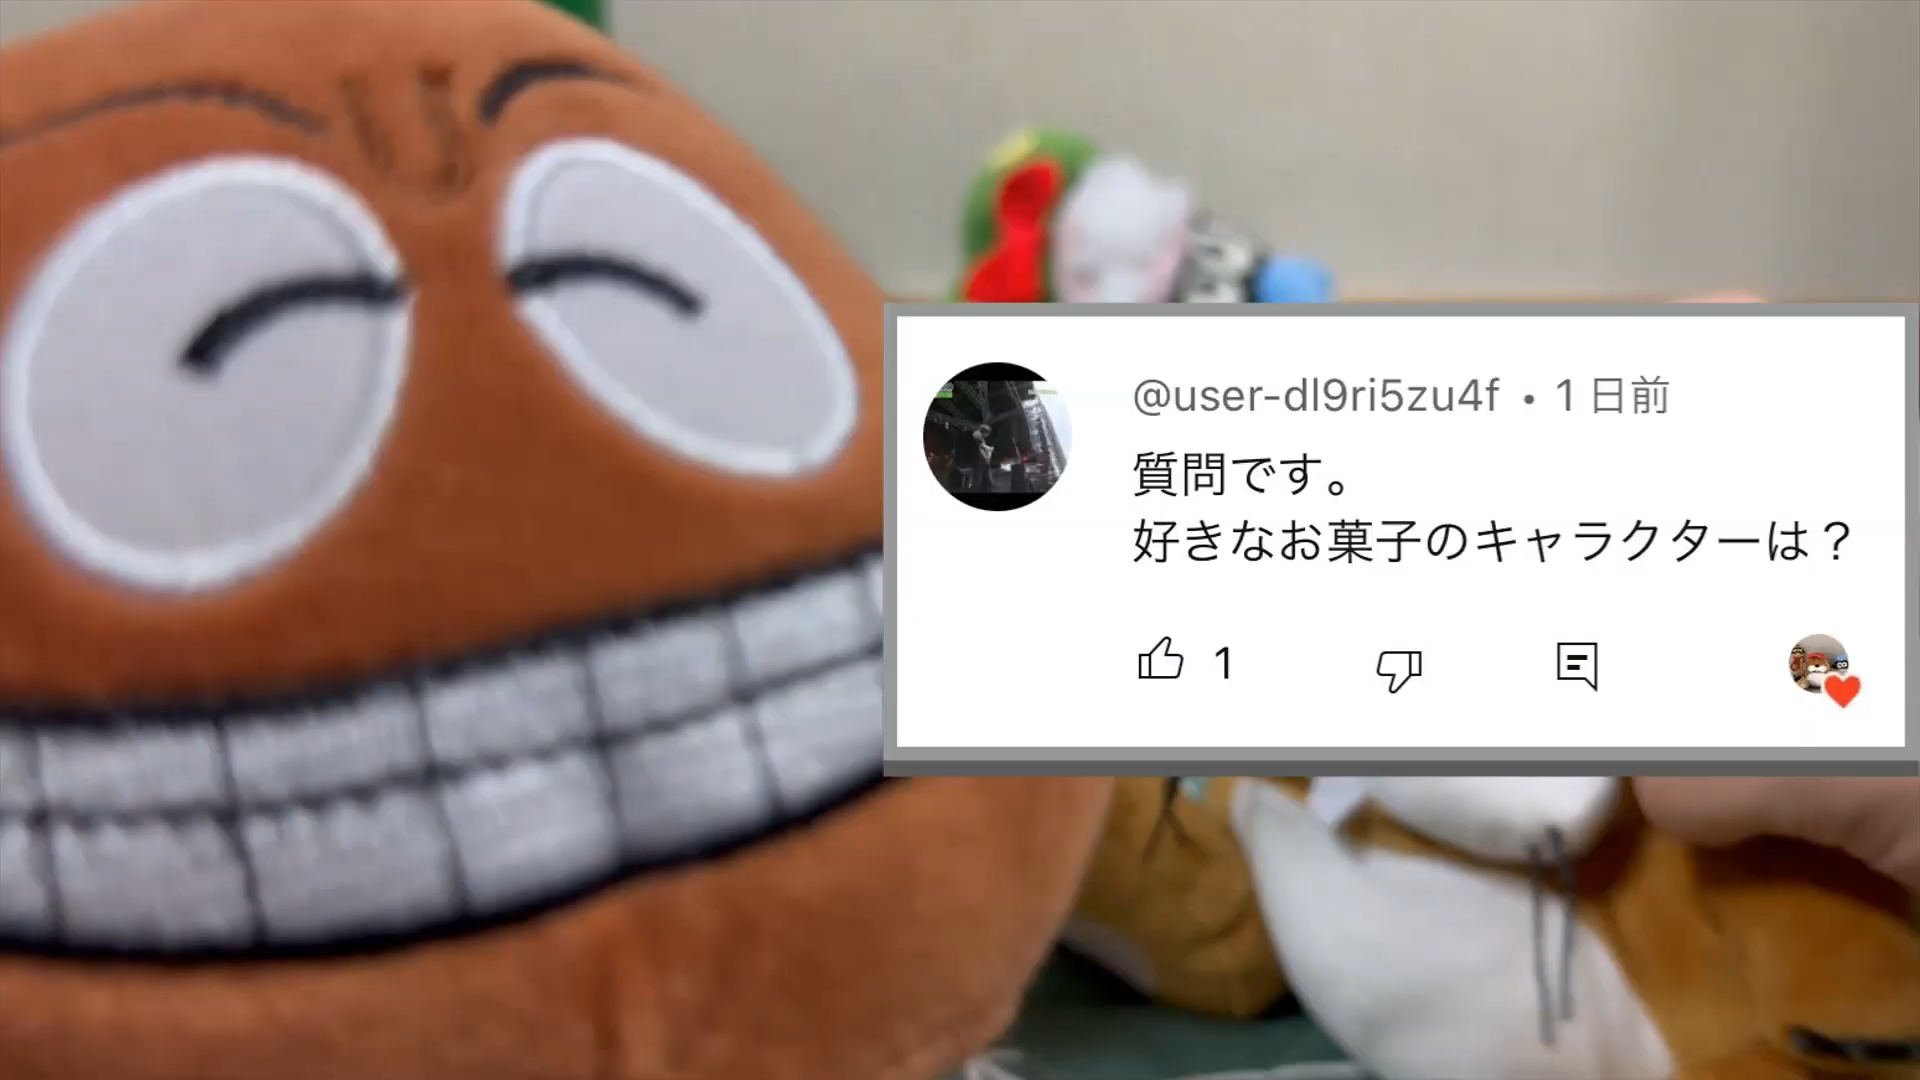 @user-dl9ri5zu4f • 1 日前
質問です。
好きなお菓子のキャラクターは？
1